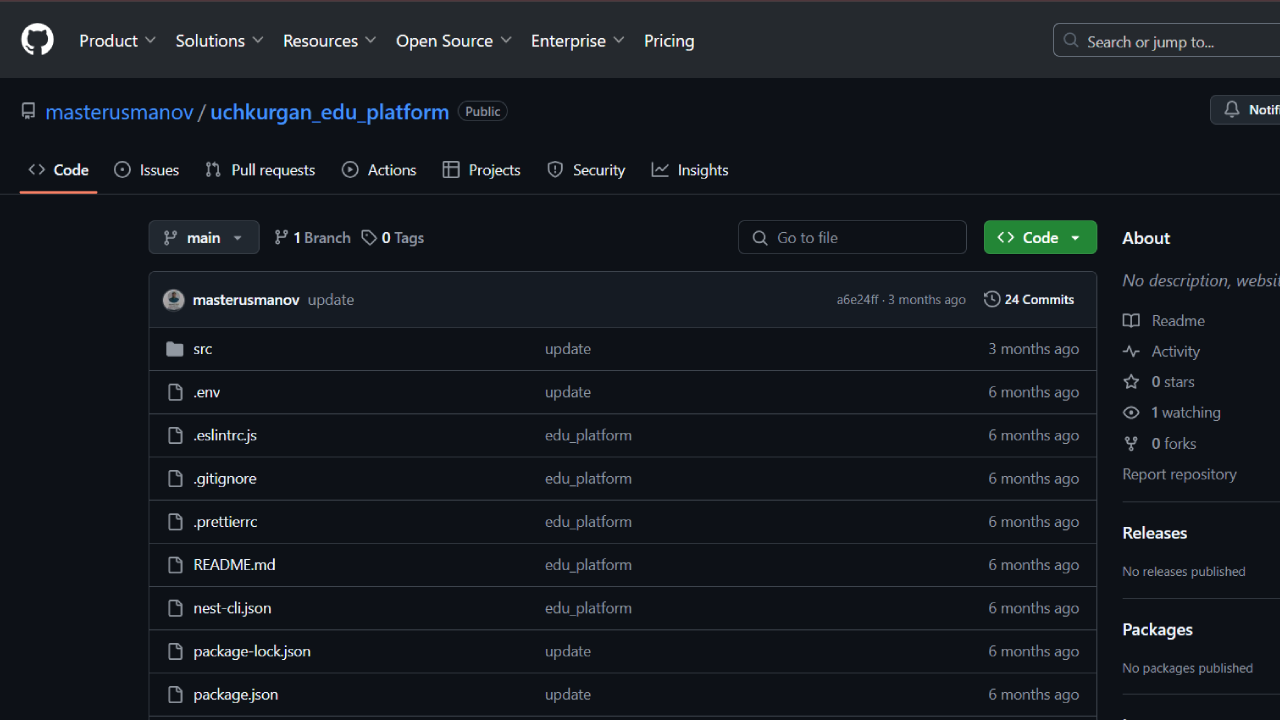 Product Solutions Resources Open Source Enterprise Pricing Search or jump to...
masterusmanov / uchkurgan_edu_platform Public Notifi
Code Issues Pull requests Actions Projects Security Insights
main 1 Branch 0 Tags Go to file Code
masterusmanov update a6e24ff · 3 months ago 24 Commits
src update 3 months ago
.env update 6 months ago
.eslintrc.js edu_platform 6 months ago
.gitignore edu_platform 6 months ago
.prettierrc edu_platform 6 months ago
README.md edu_platform 6 months ago
nest-cli.json edu_platform 6 months ago
package-lock.json update 6 months ago
package.json update 6 months ago
About
No description, websit
Readme
Activity
0 stars
1 watching
0 forks
Report repository
Releases
No releases published
Packages
No packages published